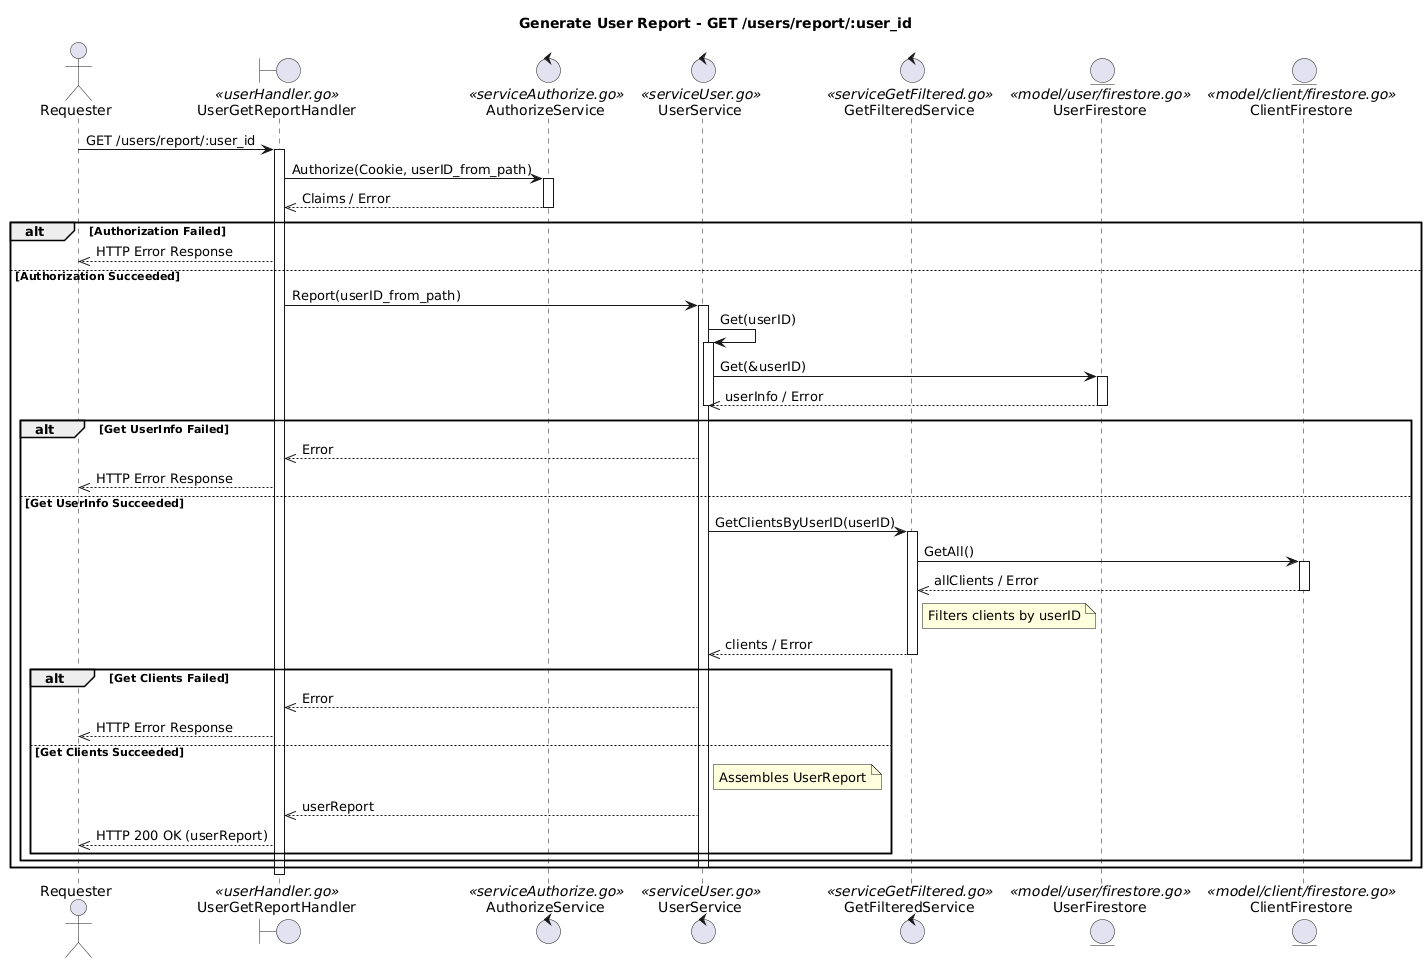 Generate User Report - GET /users/report/:user_id
Requester
«userHandler.go»
UserGetReportHandler
«serviceAuthorize.go»
AuthorizeService
«serviceUser.go»
UserService
«serviceGetFiltered.go»
GetFilteredService
«model/user/firestore.go»
UserFirestore
«model/client/firestore.go»
ClientFirestore
GET /users/report/:user_id
Authorize(Cookie, userID_from_path)
Claims / Error
alt [Authorization Failed]
HTTP Error Response
[Authorization Succeeded]
Report(userID_from_path)
Get(userID)
Get(&userID)
userInfo / Error
alt [Get UserInfo Failed]
Error
HTTP Error Response
[Get UserInfo Succeeded]
GetClientsByUserID(userID)
GetAll()
allClients / Error
Filters clients by userID
clients / Error
alt [Get Clients Failed]
Error
HTTP Error Response
[Get Clients Succeeded]
Assembles UserReport
userReport
HTTP 200 OK (userReport)
Requester
«userHandler.go»
UserGetReportHandler
«serviceAuthorize.go»
AuthorizeService
«serviceUser.go»
UserService
«serviceGetFiltered.go»
GetFilteredService
«model/user/firestore.go»
UserFirestore
«model/client/firestore.go»
ClientFirestore